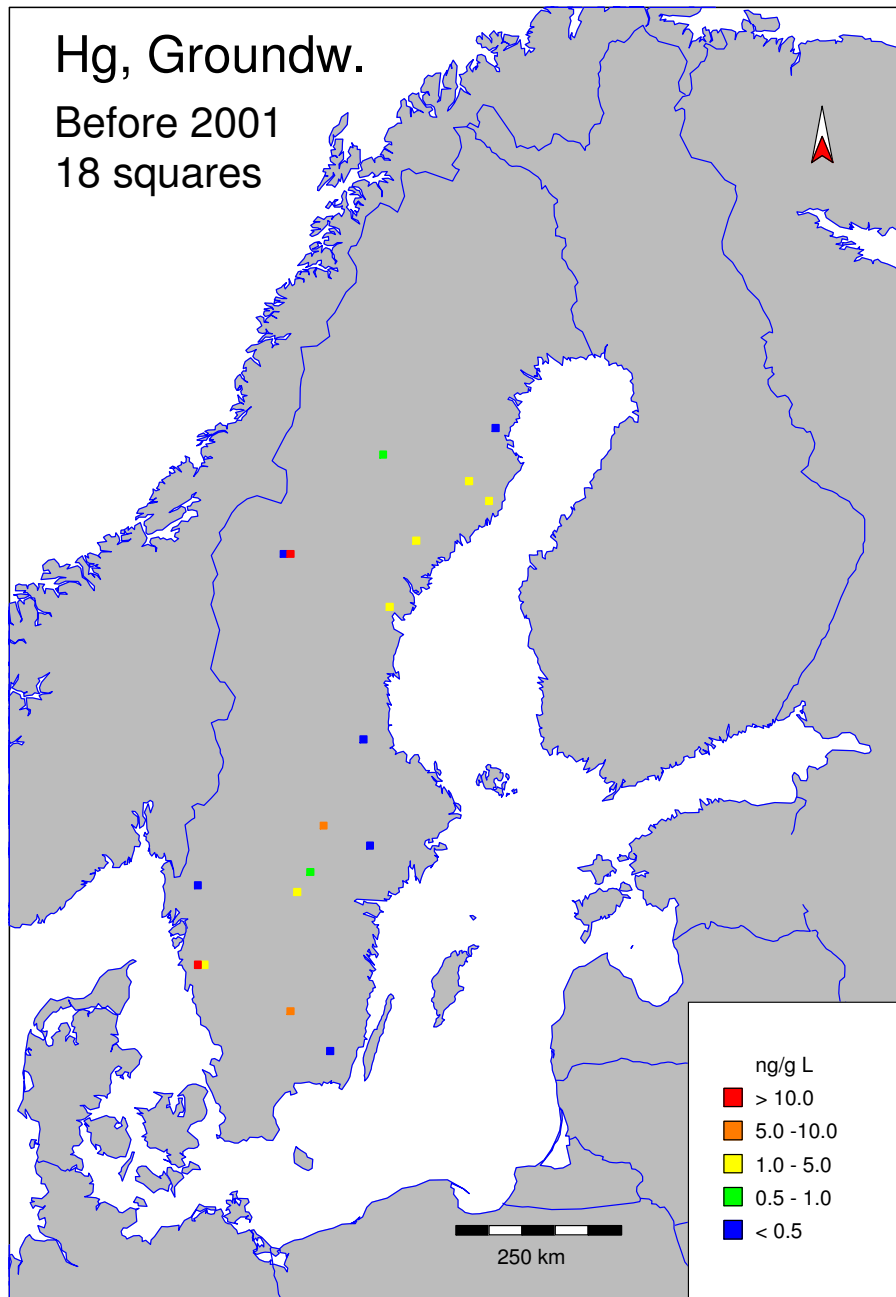 Hg, Groundw.
Before 2001
18 squares
ng/g L
> 10.0
5.0 -10.0
1.0 - 5.0
0.5 - 1.0
< 0.5
250 km